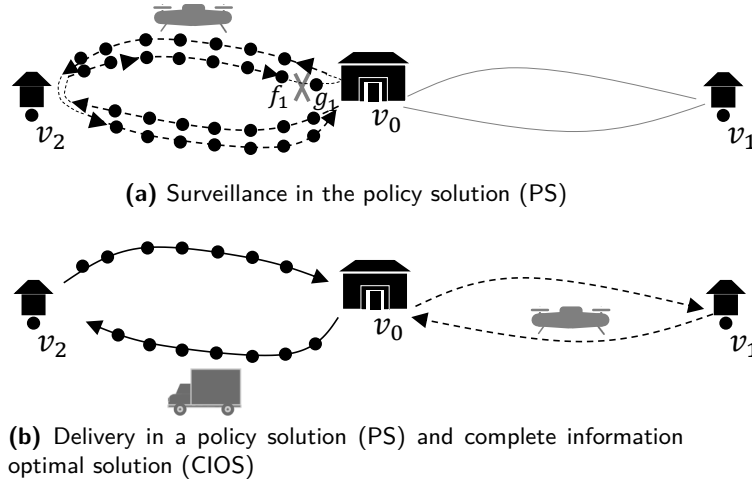 f₁ g₁
v₂ v₀ v₁
(a) Surveillance in the policy solution (PS)
v₂ v₀ v₁
(b) Delivery in a policy solution (PS) and complete information
optimal solution (CIOS)